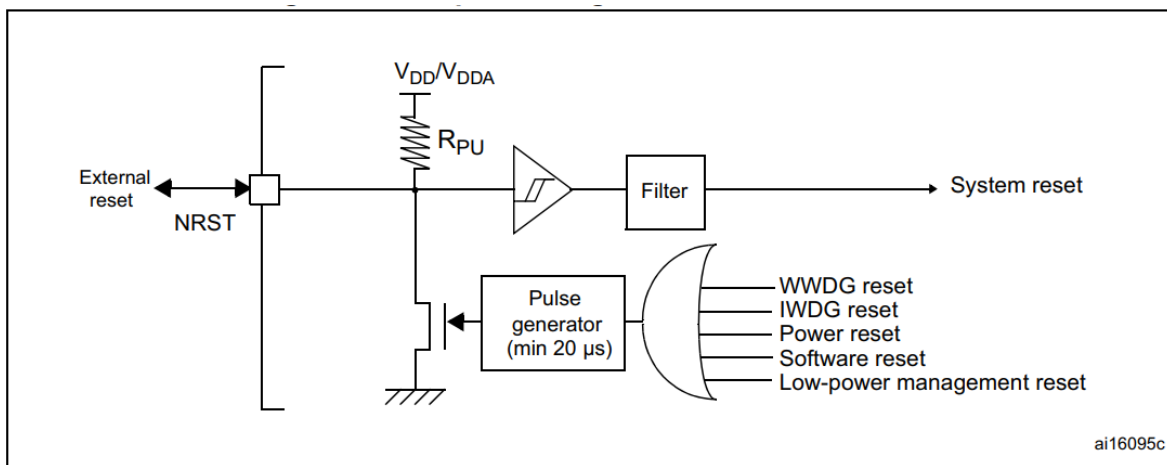 VDD/VDDA
RPU
External
reset
NRST
Filter
System reset
Pulse
generator
(min 20 µs)
WWDG reset
IWDG reset
Power reset
Software reset
Low-power management reset
ai16095c